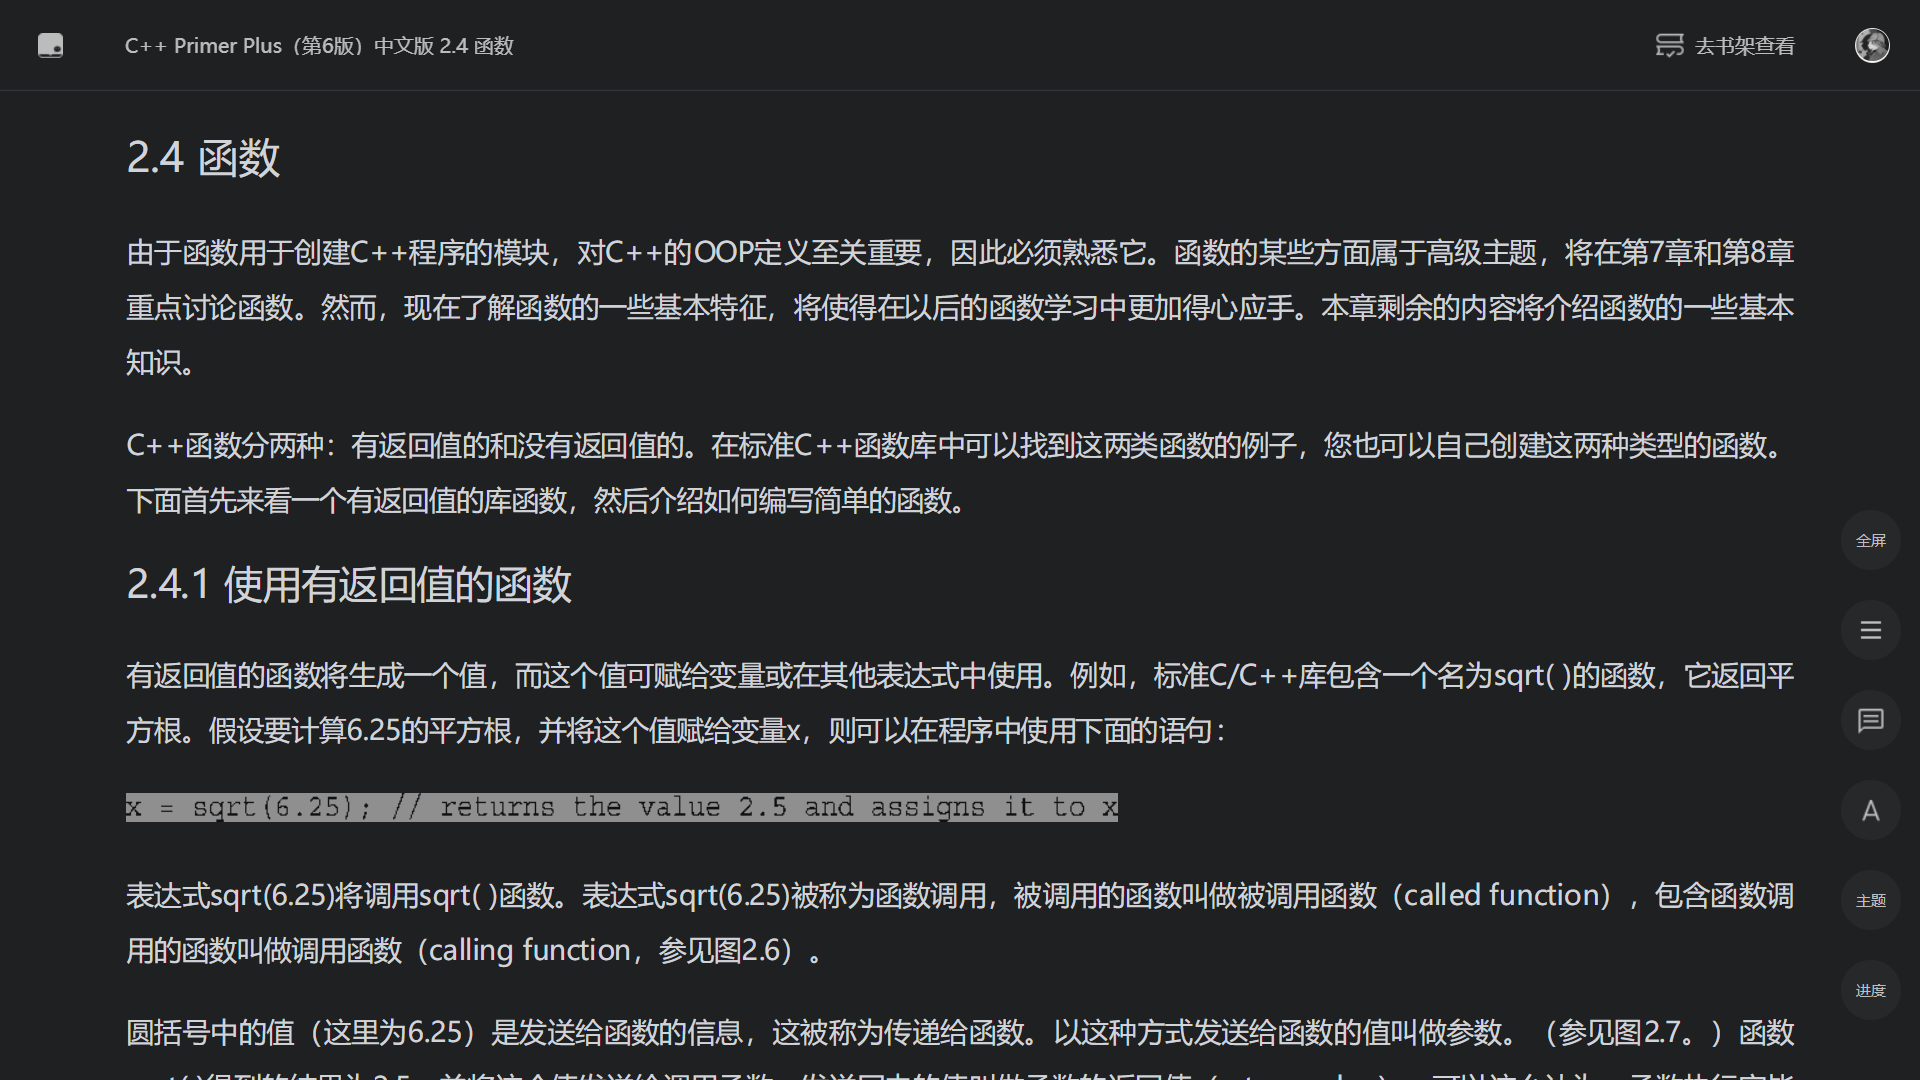 C++ Primer Plus（第6版）中文版 2.4 函数
去书架查看
2.4 函数
由于函数用于创建C++程序的模块，对C++的OOP定义至关重要，因此必须熟悉它。函数的某些方面属于高级主题，将在第7章和第8章
重点讨论函数。然而，现在了解函数的一些基本特征，将使得在以后的函数学习中更加得心应手。本章剩余的内容将介绍函数的一些基本
知识。
C++函数分两种：有返回值的和没有返回值的。在标准C++函数库中可以找到这两类函数的例子，您也可以自己创建这两种类型的函数。
下面首先来看一个有返回值的库函数，然后介绍如何编写简单的函数。
2.4.1 使用有返回值的函数
有返回值的函数将生成一个值，而这个值可赋给变量或在其他表达式中使用。例如，标准C/C++库包含一个名为sqrt( )的函数，它返回平
方根。假设要计算6.25的平方根，并将这个值赋给变量x，则可以在程序中使用下面的语句：
x = sqrt(6.25); // returns the value 2.5 and assigns it to x
表达式sqrt(6.25)将调用sqrt( )函数。表达式sqrt(6.25)被称为函数调用，被调用的函数叫做被调用函数（called function），包含函数调
用的函数叫做调用函数（calling function，参见图2.6）。
圆括号中的值（这里为6.25）是发送给函数的信息，这被称为传递给函数。以这种方式发送给函数的值叫做参数。（参见图2.7。）函数
全屏
A
主题
进度